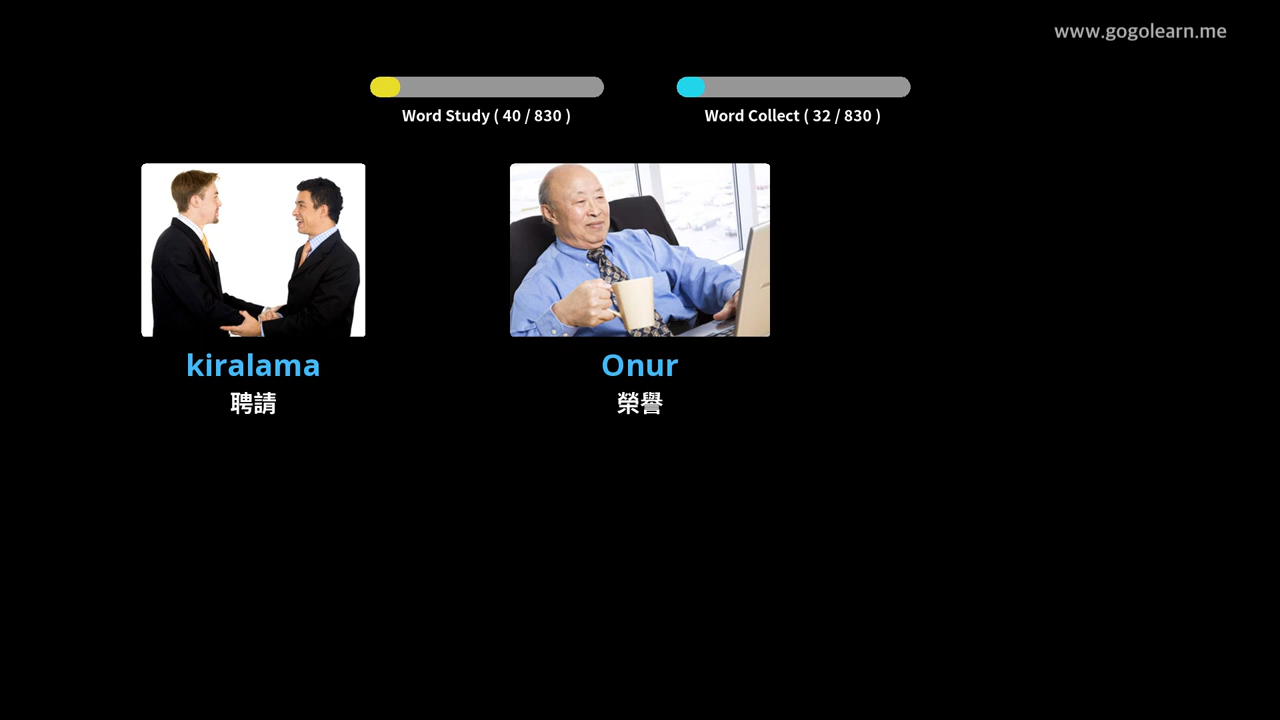 www.gogolearn.me
Word Study ( 40 / 830 )
Word Collect ( 32 / 830 )
kiralama
聘請
Onur
榮譽